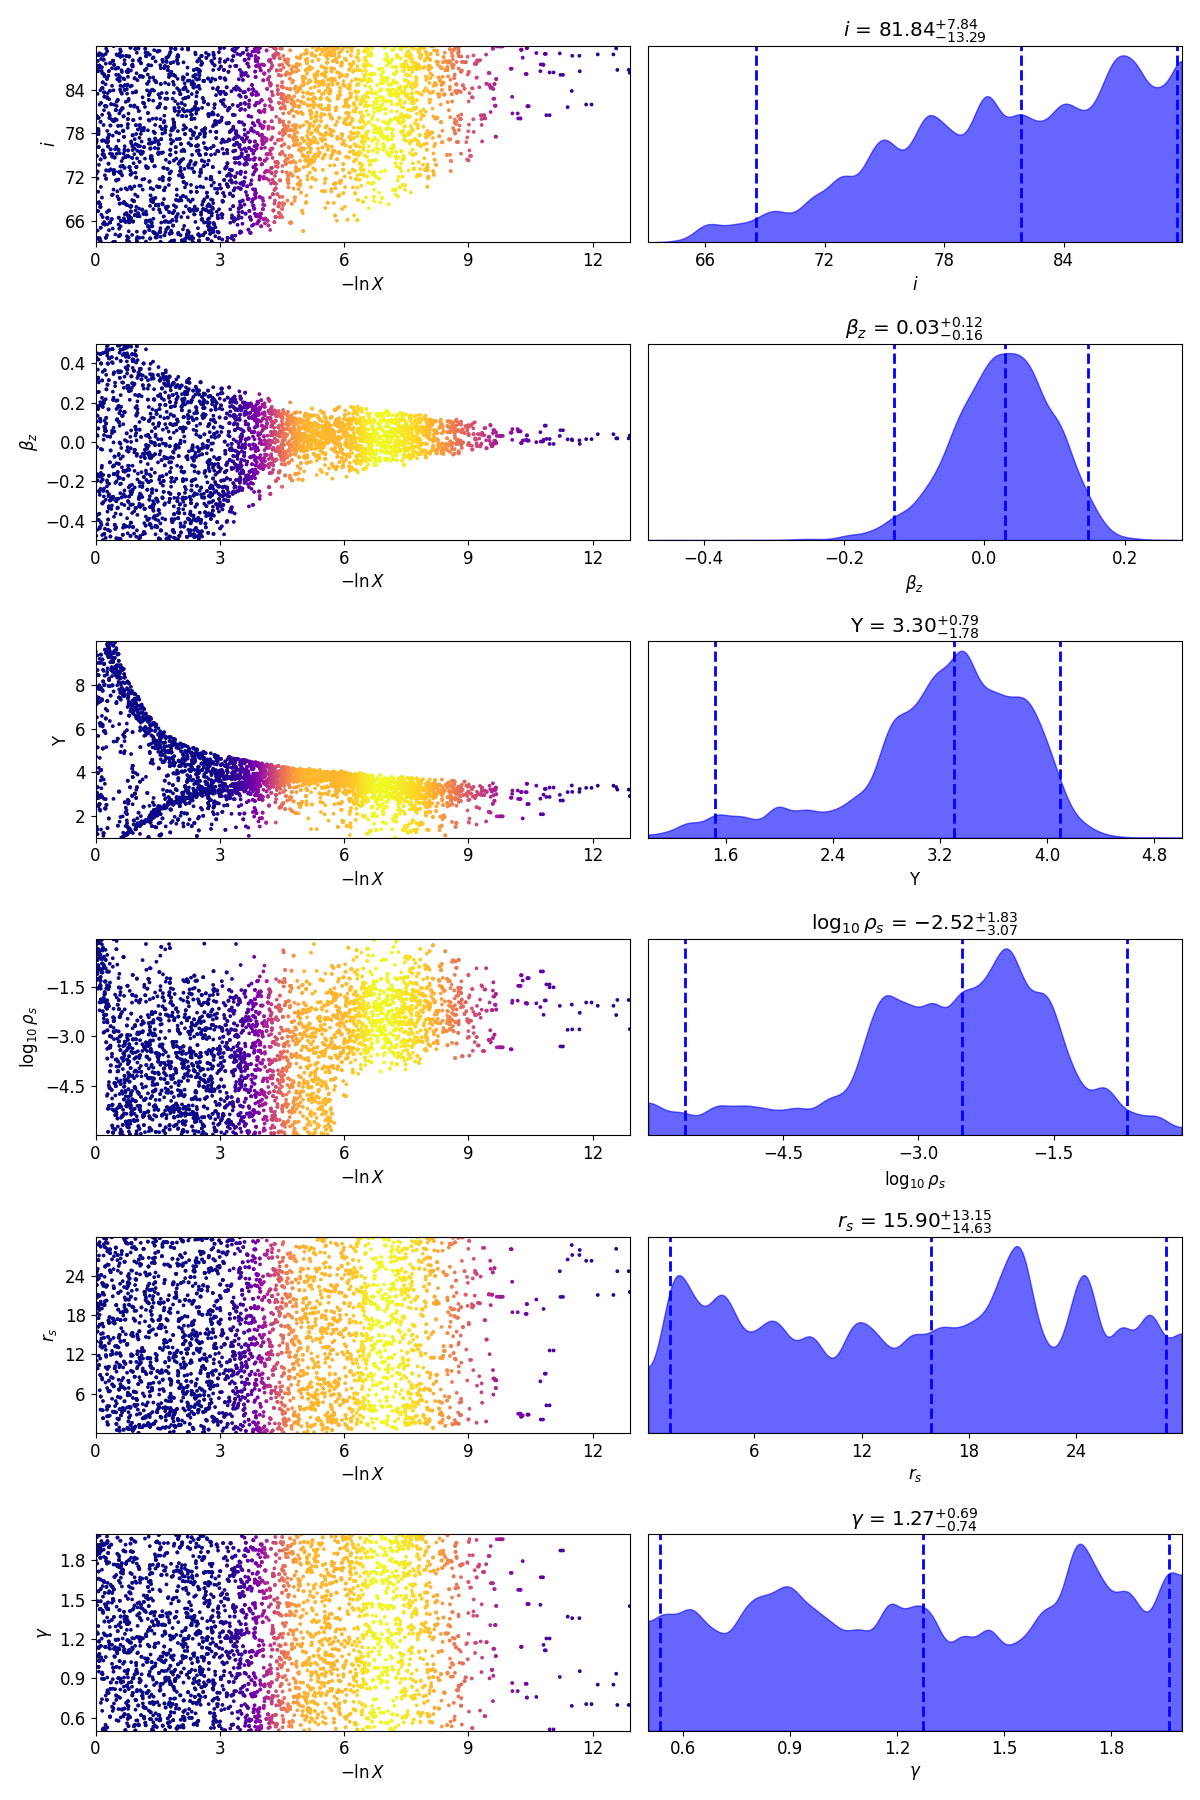 i = 81.84+7.84−13.29
84
78
72
66
i
0 3 6 9 12
−ln X
66 72 78 84
i
βz = 0.03+0.12−0.16
0.4
0.2
0.0
−0.2
−0.4
βz
0 3 6 9 12
−ln X
−0.4 −0.2 0.0 0.2
βz
Y = 3.30+0.79−1.78
8
6
4
2
Y
0 3 6 9 12
−ln X
1.6 2.4 3.2 4.0 4.8
Y
log10 ρs = −2.52+1.83−3.07
−1.5
−3.0
−4.5
log10 ρs
0 3 6 9 12
−ln X
−4.5 −3.0 −1.5
log10 ρs
rs = 15.90+13.15−14.63
24
18
12
6
rs
0 3 6 9 12
−ln X
6 12 18 24
rs
γ = 1.27+0.69−0.74
1.8
1.5
1.2
0.9
0.6
γ
0 3 6 9 12
−ln X
0.6 0.9 1.2 1.5 1.8
γ